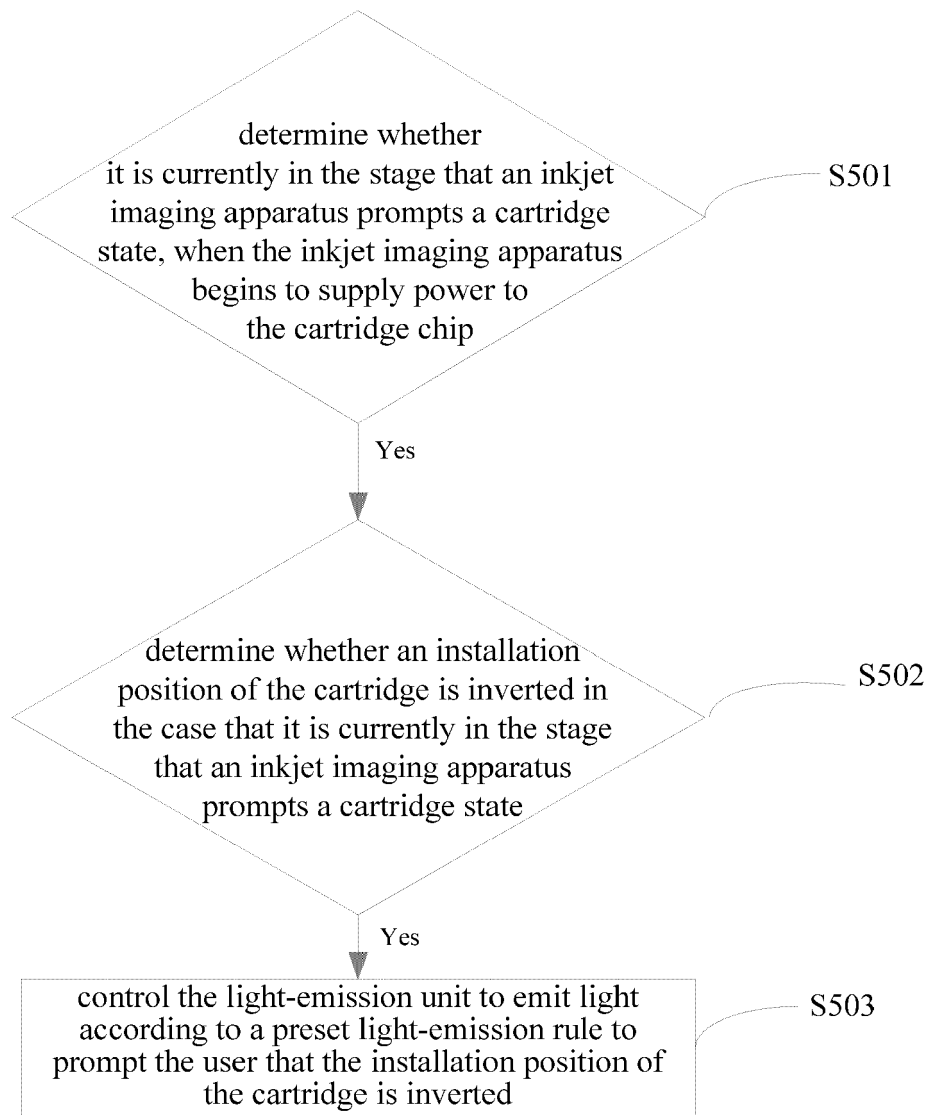 determine whether
it is currently in the stage that an inkjet
imaging apparatus prompts a cartridge
state, when the inkjet imaging apparatus
begins to supply power to
the cartridge chip
S501
Yes
determine whether an installation
position of the cartridge is inverted in
the case that it is currently in the stage
that an inkjet imaging apparatus
prompts a cartridge state
S502
Yes
control the light-emission unit to emit light
according to a preset light-emission rule to
prompt the user that the installation position of
the cartridge is inverted
S503